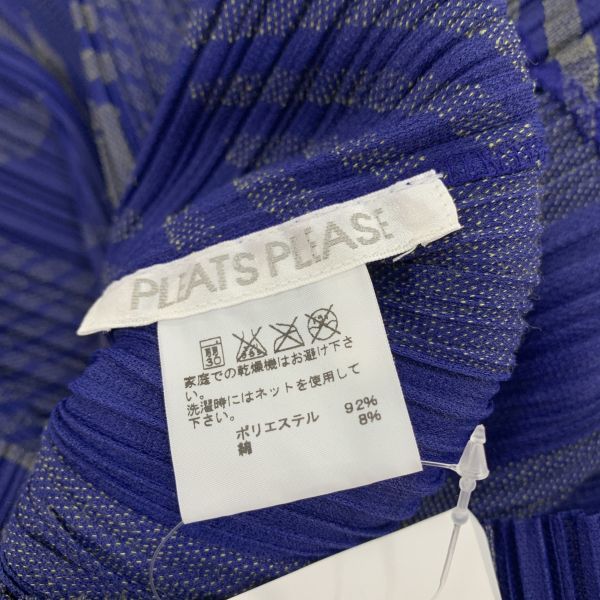 PLEATS PLEASE
30
家庭での乾燥機はお避け下さ
い。
洗濯時にはネットを使用して
下さい。
ポリエステル 92%
綿 8%